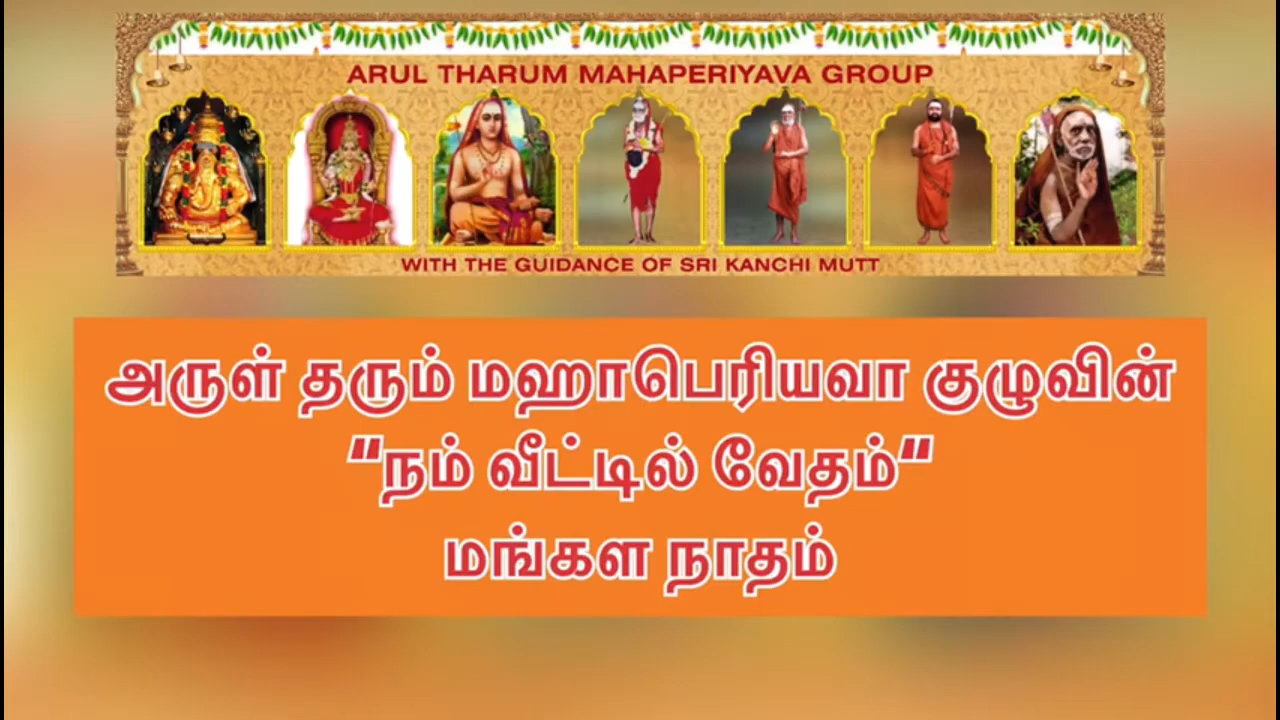 ARUL THARUM MAHAPERIYAVA GROUP
WITH THE GUIDANCE OF SRI KANCHI MUTT
அருள் தரும் மஹாபெரியவா குழுவின்
“நம் வீட்டில் வேதம்“
மங்கள நாதம்